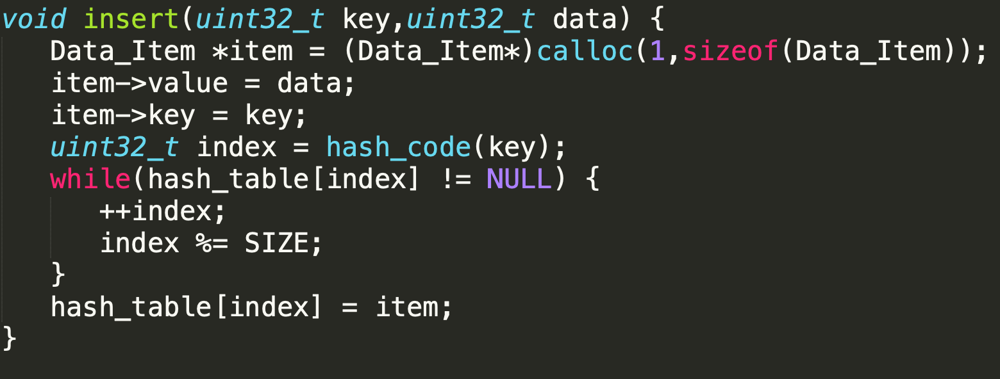 void insert(uint32_t key,uint32_t data) {
   Data_Item *item = (Data_Item*)calloc(1,sizeof(Data_Item));
   item->value = data;
   item->key = key;
   uint32_t index = hash_code(key);
   while(hash_table[index] != NULL) {
      ++index;
      index %= SIZE;
   }
   hash_table[index] = item;
}